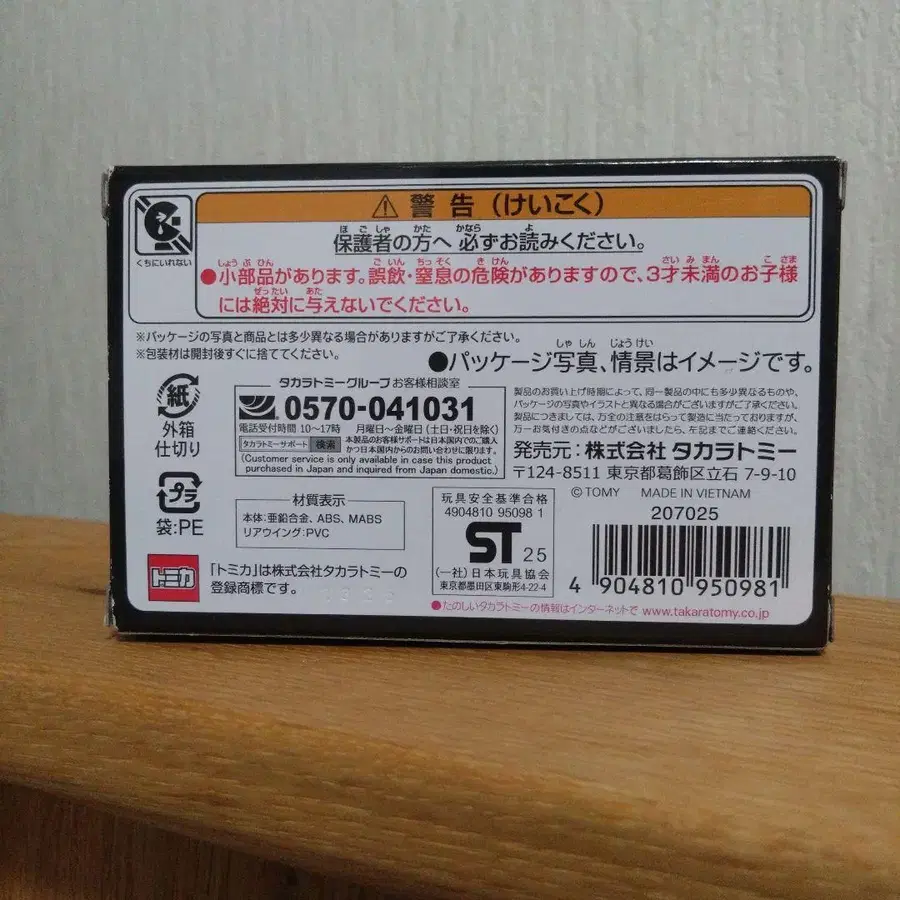 警告（けいこく）
くちにいれない
保護者の方へ 必ずお読みください。
●小部品があります。誤飲・窒息の危険がありますので、3才未満のお子様
には絶対に与えないでください。
※パッケージの写真と商品とは多少異なる場合がありますがご了承ください。
※包装材は開封後すぐに捨ててください。
●パッケージ写真、情景はイメージです。
紙
外箱
仕切り
プラ
袋:PE
タカラトミーグループ お客様相談室
0570-041031
電話受付時間 10～17時 月曜日～金曜日（土日・祝日を除く）
タカラトミーサポート 検索
本製品のお客様サポートは日本国内でのご購入
かつ日本国内からのお問い合わせに限ります。
(Customer service is only available in case this product
purchased in Japan and inquired from Japan domestic.)
製品のお買い上げ時期によって、同一製品の中にも多少異なるものや、
パッケージの写真やイラストと異なる場合がございますがご了承ください。
製品につきましては、万全の注意をはらって製造に当たっておりますが、
万一お気付きの点などがございましたら、左記までご連絡ください。
発売元：株式会社 タカラトミー
〒124-8511 東京都葛飾区立石 7-9-10
© TOMY MADE IN VIETNAM
207025
材質表示
本体：亜鉛合金、ABS、MABS
リアウイング：PVC
玩具安全基準合格
4904810 95098 1
ST 25
（一社）日本玩具協会
東京都墨田区東駒形4-22-4
4 904810 950981
トミカ
「トミカ」は株式会社タカラトミーの
登録商標です。
●たのしいタカラトミーの情報はインターネットで www.takaratomy.co.jp